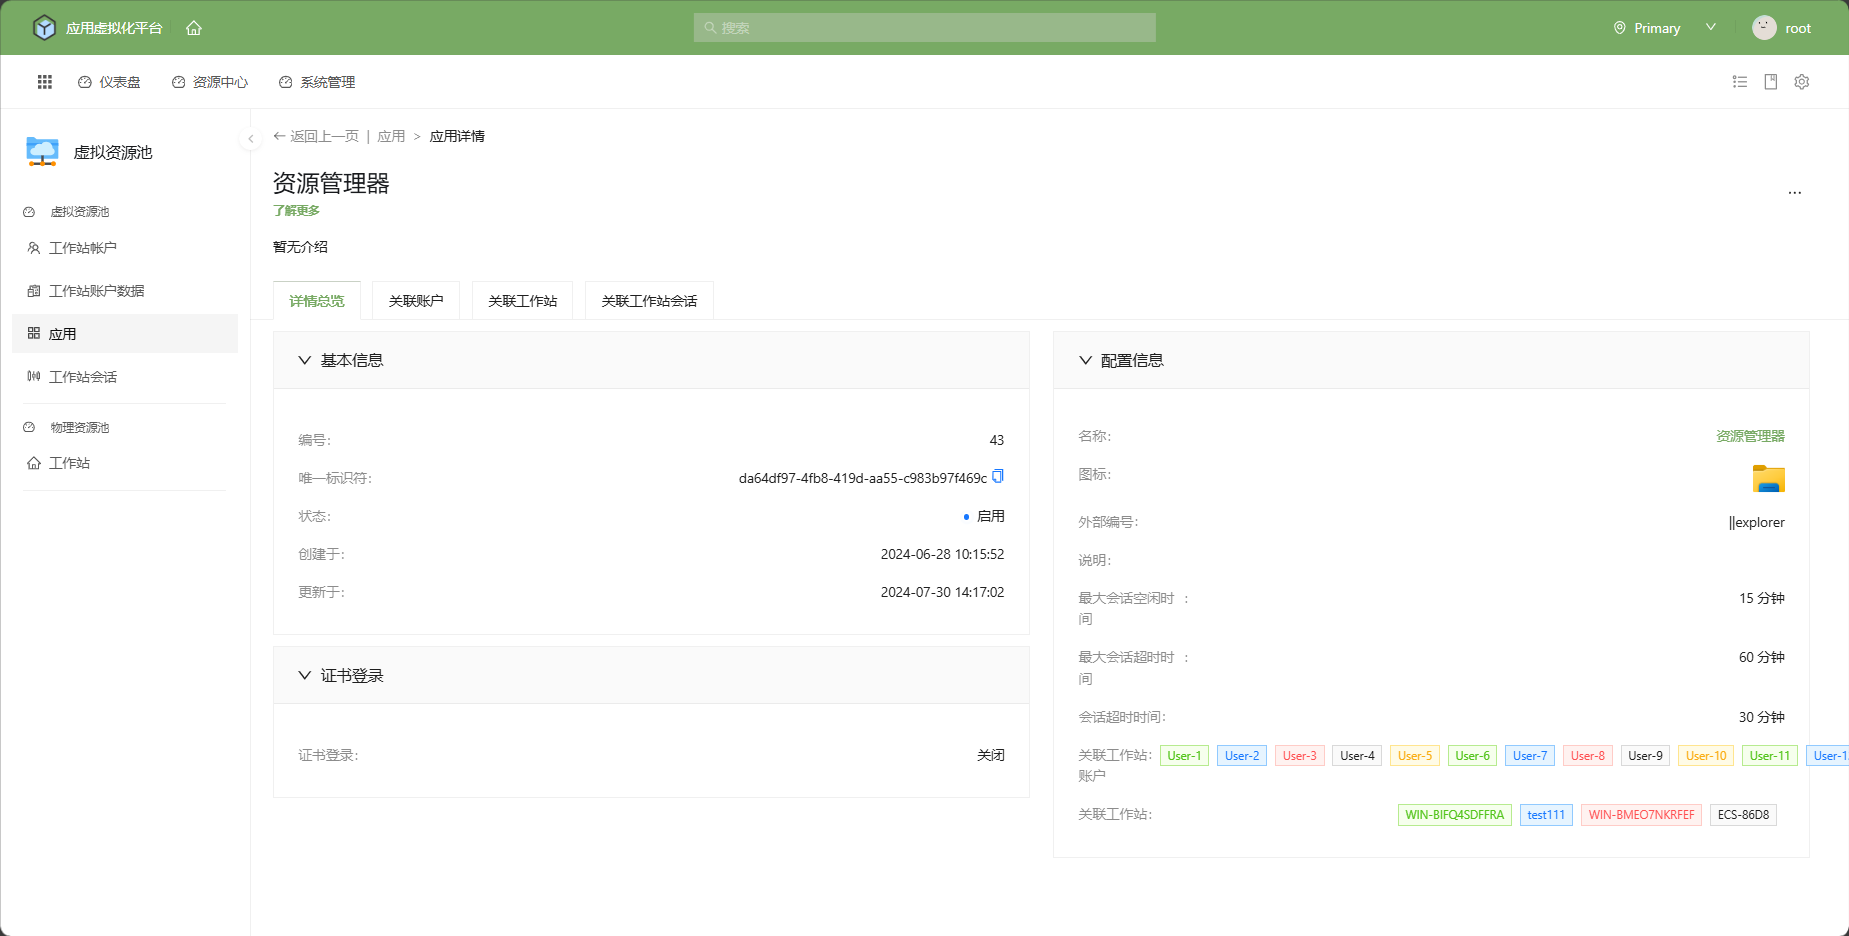 应用虚拟化平台
搜索
Primary
root
仪表盘
资源中心
系统管理
虚拟资源池
虚拟资源池
工作站帐户
工作站账户数据
应用
工作站会话
物理资源池
工作站
返回上一页 | 应用 > 应用详情
资源管理器
...
了解更多
暂无介绍
详情总览
关联账户
关联工作站
关联工作站会话
基本信息
编号: 43
唯一标识符: da64df97-4fb8-419d-aa55-c983b97f469c
状态: 启用
创建于: 2024-06-28 10:15:52
更新于: 2024-07-30 14:17:02
证书登录
证书登录: 关闭
配置信息
名称: 资源管理器
图标:
外部编号: ||explorer
说明:
最大会话空闲时间: 15 分钟
最大会话超时时间: 60 分钟
会话超时时间: 30 分钟
关联工作站账户: User-1 User-2 User-3 User-4 User-5 User-6 User-7 User-8 User-9 User-10 User-11
关联工作站: WIN-BIFQ4SDFFRA test111 WIN-BMEO7NKRFEF ECS-86D8